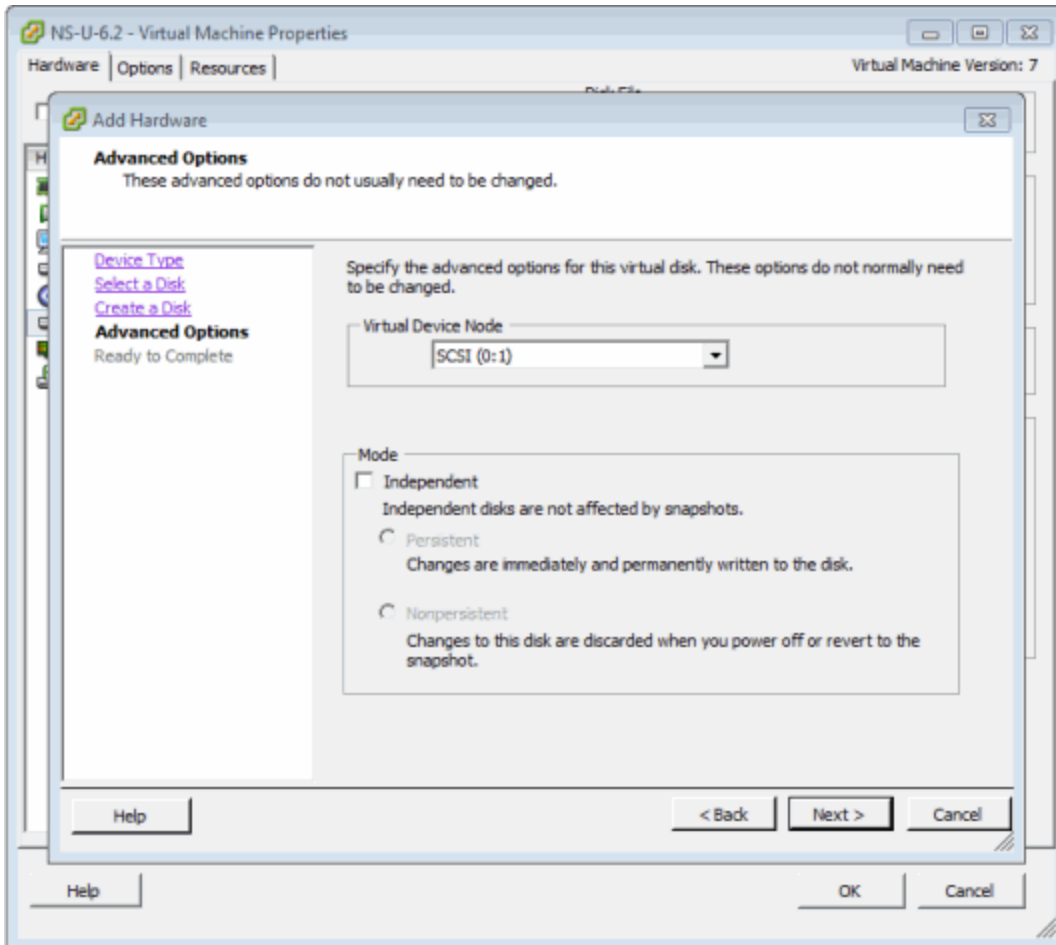 NS-U-6.2 - Virtual Machine Properties
Hardware Options Resources
Virtual Machine Version: 7
Add Hardware
Advanced Options
These advanced options do not usually need to be changed.
Device Type
Select a Disk
Create a Disk
Advanced Options
Ready to Complete
Specify the advanced options for this virtual disk. These options do not normally need
to be changed.
Virtual Device Node
SCSI (0:1)
Mode
Independent
Independent disks are not affected by snapshots.
Persistent
Changes are immediately and permanently written to the disk.
Nonpersistent
Changes to this disk are discarded when you power off or revert to the
snapshot.
Help
< Back
Next >
Cancel
Help
OK
Cancel